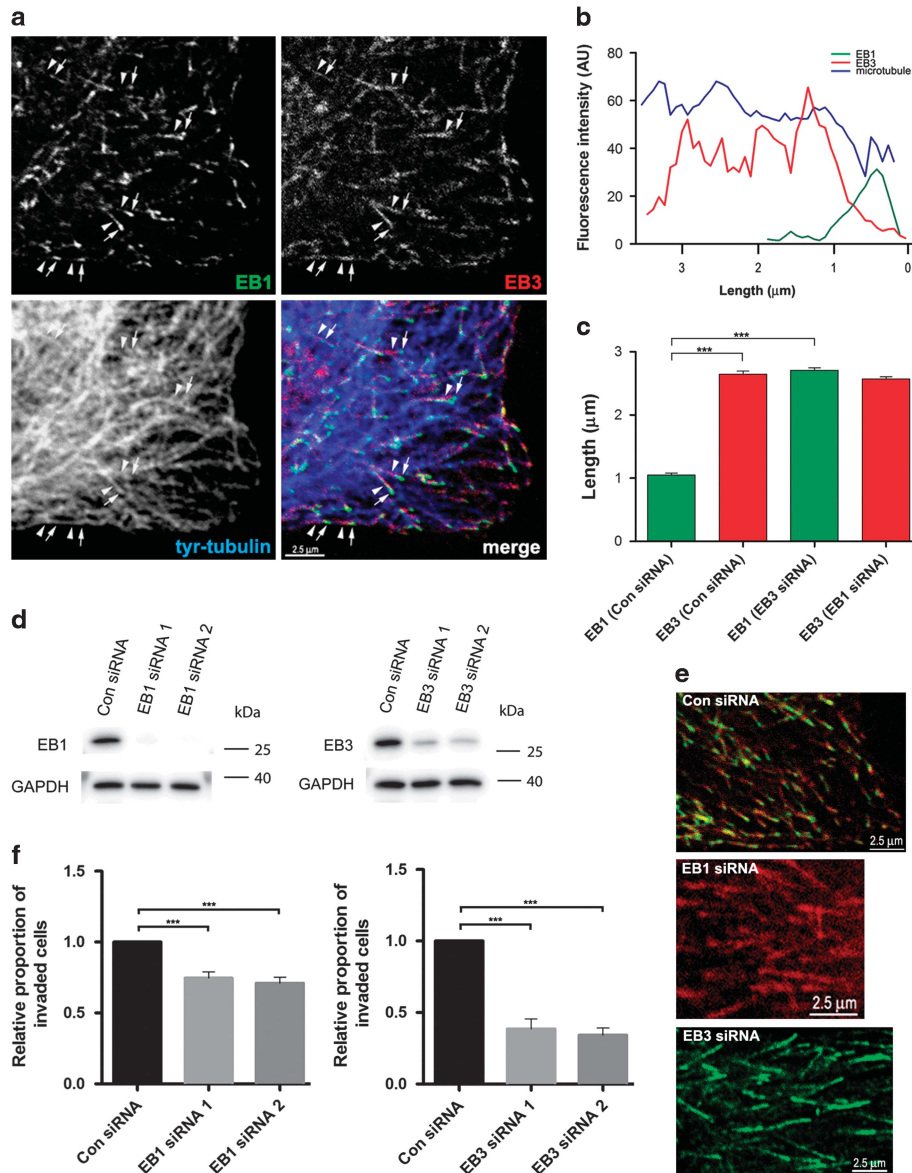 a
EB1
EB3
tyr-tubulin
2.5 μm
merge
b
Fluorescence intensity (AU)
80
60
40
20
0
3
2
1
0
Length (μm)
EB1
EB3
microtubule
c
Length (μm)
3
2
1
0
***
***
EB1 (Con siRNA)
EB3 (Con siRNA)
EB1 (EB3 siRNA)
EB3 (EB1 siRNA)
d
Con siRNA
EB1 siRNA 1
EB1 siRNA 2
kDa
EB1
25
40
GAPDH
Con siRNA
EB3 siRNA 1
EB3 siRNA 2
kDa
EB3
25
40
GAPDH
e
Con siRNA
2.5 μm
EB1 siRNA
2.5 μm
EB3 siRNA
2.5 μm
f
Relative proportion of
invaded cells
1.5
1.0
0.5
0.0
***
***
Con siRNA
EB1 siRNA 1
EB1 siRNA 2
Relative proportion of
invaded cells
1.5
1.0
0.5
0.0
***
***
Con siRNA
EB3 siRNA 1
EB3 siRNA 2